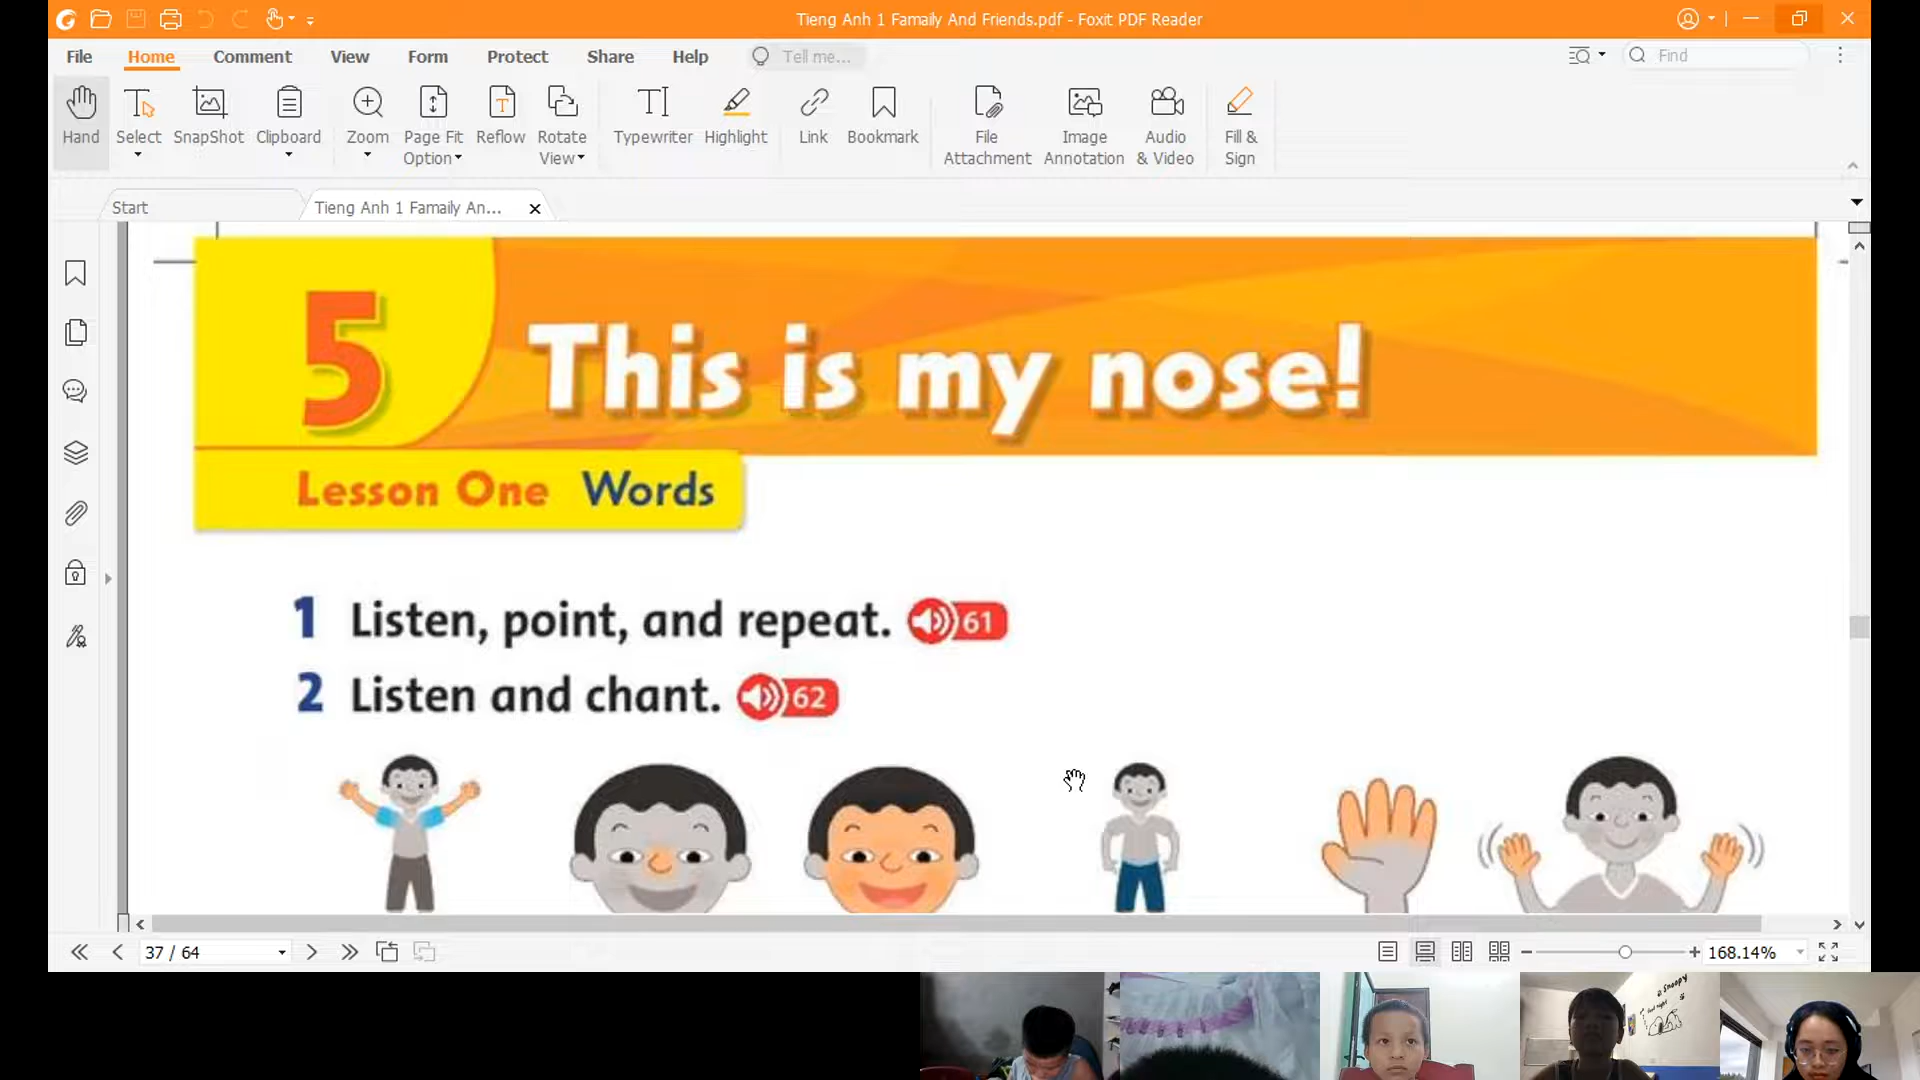 Tieng Anh 1 Famaily And Friends.pdf - Foxit PDF Reader
File Home Comment View Form Protect Share Help Tell me... Find
Hand Select SnapShot Clipboard Zoom Page Fit Option Reflow Rotate View Typewriter Highlight Link Bookmark File Attachment Image Annotation Audio & Video Fill & Sign
Start Tieng Anh 1 Famaily An...
5 This is my nose!
Lesson One Words
1 Listen, point, and repeat. 61
2 Listen and chant. 62
37 / 64 168.14%
Snoopy